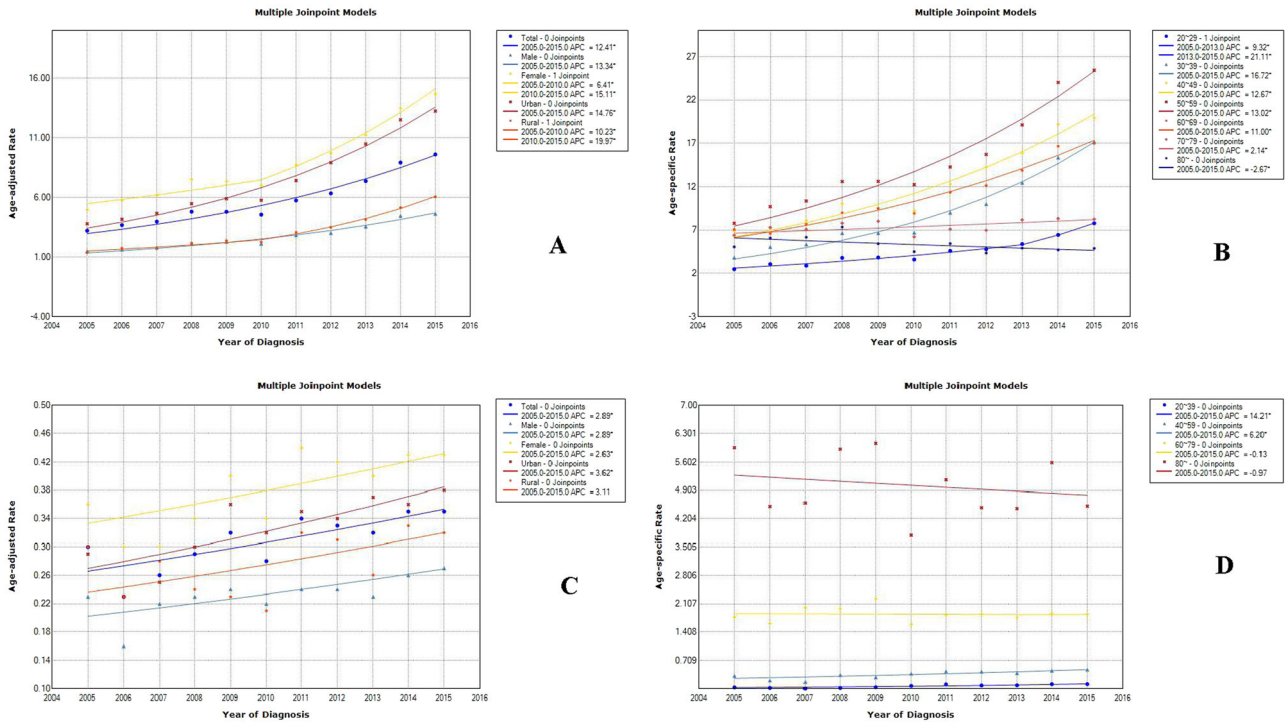 Multiple Joinpoint Models
Age-adjusted Rate
16.00
11.00
6.00
1.00
-4.00
2004 2005 2006 2007 2008 2009 2010 2011 2012 2013 2014 2015 2016
Year of Diagnosis
Total - 0 Joinpoints
2005.0-2015.0 APC = 12.41*
Male - 0 Joinpoints
2005.0-2015.0 APC = 13.34*
Female - 1 Joinpoint
2005.0-2010.0 APC = 6.41*
2010.0-2015.0 APC = 15.11*
Urban - 0 Joinpoints
2005.0-2015.0 APC = 14.76*
Rural - 1 Joinpoint
2005.0-2010.0 APC = 10.23*
2010.0-2015.0 APC = 19.97*
A
Multiple Joinpoint Models
Age-specific Rate
27
22
17
12
7
2
-3
2004 2005 2006 2007 2008 2009 2010 2011 2012 2013 2014 2015 2016
Year of Diagnosis
20~29 - 1 Joinpoint
2005.0-2013.0 APC = 9.32*
2013.0-2015.0 APC = 21.11*
30~39 - 0 Joinpoints
2005.0-2015.0 APC = 16.72*
40~49 - 0 Joinpoints
2005.0-2015.0 APC = 12.67*
50~59 - 0 Joinpoints
2005.0-2015.0 APC = 13.02*
60~69 - 0 Joinpoints
2005.0-2015.0 APC = 11.00*
70~79 - 0 Joinpoints
2005.0-2015.0 APC = 2.14*
80~ - 0 Joinpoints
2005.0-2015.0 APC = -2.67*
B
Multiple Joinpoint Models
Age-adjusted Rate
0.50
0.46
0.42
0.38
0.34
0.30
0.26
0.22
0.18
0.14
0.10
2004 2005 2006 2007 2008 2009 2010 2011 2012 2013 2014 2015 2016
Year of Diagnosis
Total - 0 Joinpoints
2005.0-2015.0 APC = 2.89*
Male - 0 Joinpoints
2005.0-2015.0 APC = 2.89*
Female - 0 Joinpoints
2005.0-2015.0 APC = 2.63*
Urban - 0 Joinpoints
2005.0-2015.0 APC = 3.62*
Rural - 0 Joinpoints
2005.0-2015.0 APC = 3.11
C
Multiple Joinpoint Models
Age-specific Rate
7.00
6.301
5.602
4.903
4.204
3.505
2.806
2.107
1.408
0.709
2004 2005 2006 2007 2008 2009 2010 2011 2012 2013 2014 2015 2016
Year of Diagnosis
20~39 - 0 Joinpoints
2005.0-2015.0 APC = 14.21*
40~59 - 0 Joinpoints
2005.0-2015.0 APC = 6.20*
60~79 - 0 Joinpoints
2005.0-2015.0 APC = -0.13
80~ - 0 Joinpoints
2005.0-2015.0 APC = -0.97
D